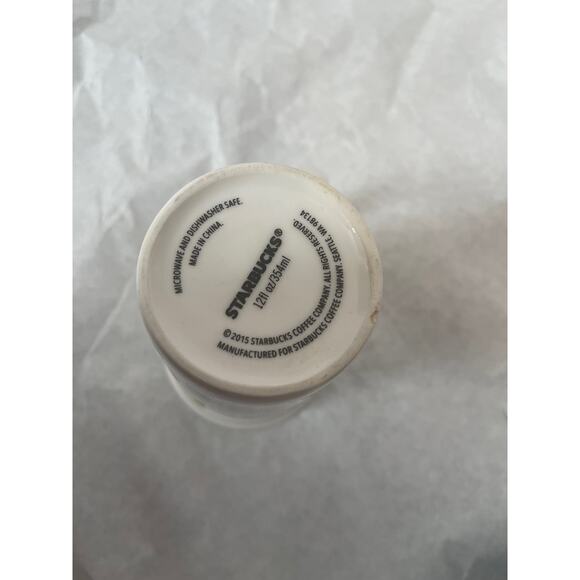 MICROWAVE AND DISHWASHER SAFE.
MADE IN CHINA.
STARBUCKS®
12fl oz/354ml
©2015 STARBUCKS COFFEE COMPANY. ALL RIGHTS RESERVED.
MANUFACTURED FOR STARBUCKS COFFEE COMPANY. SEATTLE, WA 98134